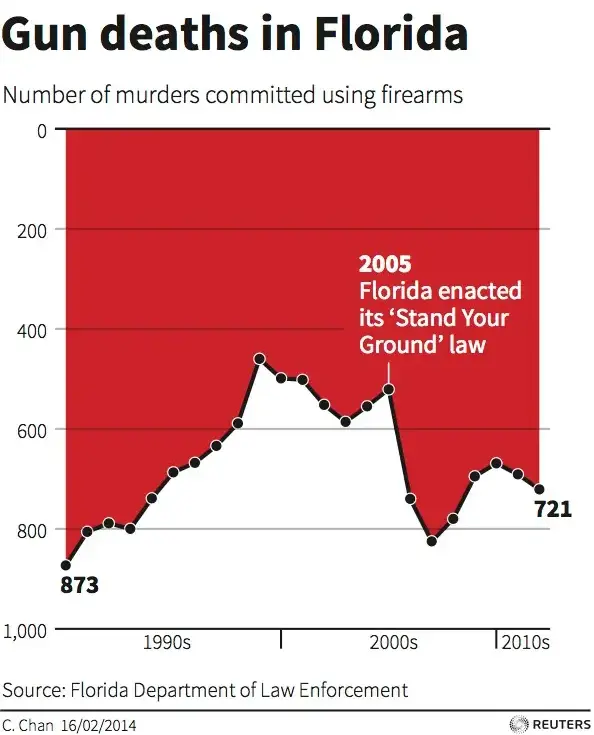 Gun deaths in Florida
Number of murders committed using firearms
0
200
2005
Florida enacted
its ‘Stand Your
400
Ground’ law
600
721
800
873
1,000
1990s 2000s 2010s
Source: Florida Department of Law Enforcement
C. Chan 16/02/2014 REUTERS